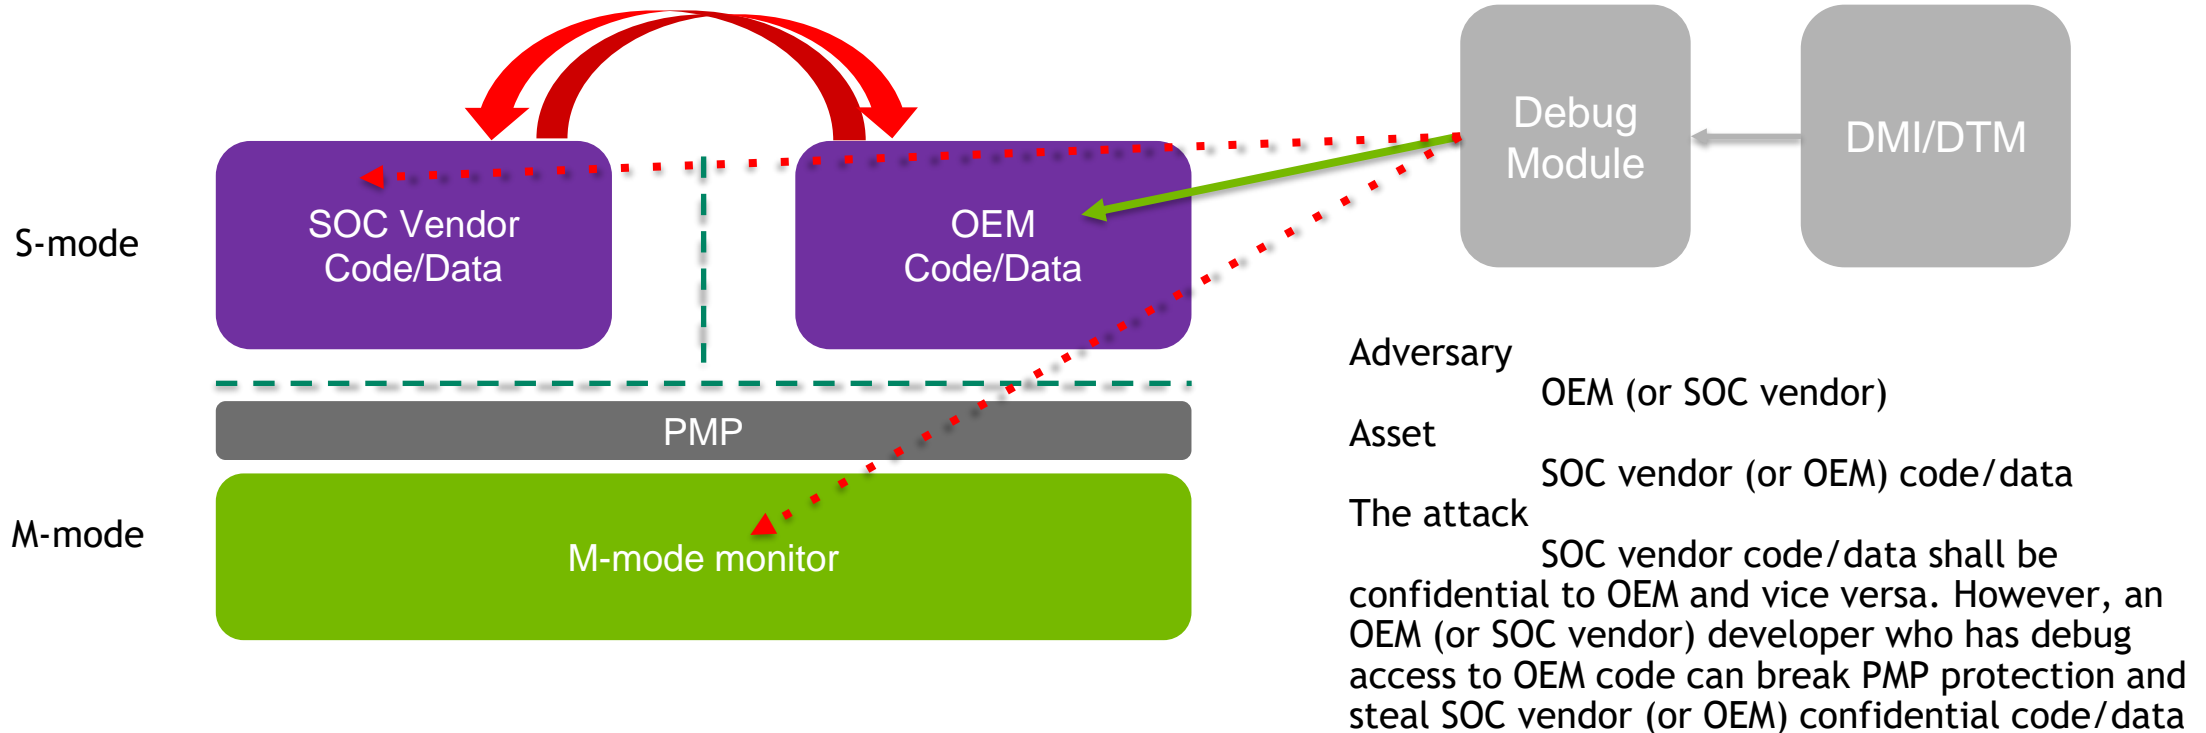 Debug
Module
DMI/DTM
S-mode
SOC Vendor
Code/Data
OEM
Code/Data
PMP
M-mode
M-mode monitor
Adversary
OEM (or SOC vendor)
Asset
SOC vendor (or OEM) code/data
The attack
SOC vendor code/data shall be
confidential to OEM and vice versa. However, an
OEM (or SOC vendor) developer who has debug
access to OEM code can break PMP protection and
steal SOC vendor (or OEM) confidential code/data